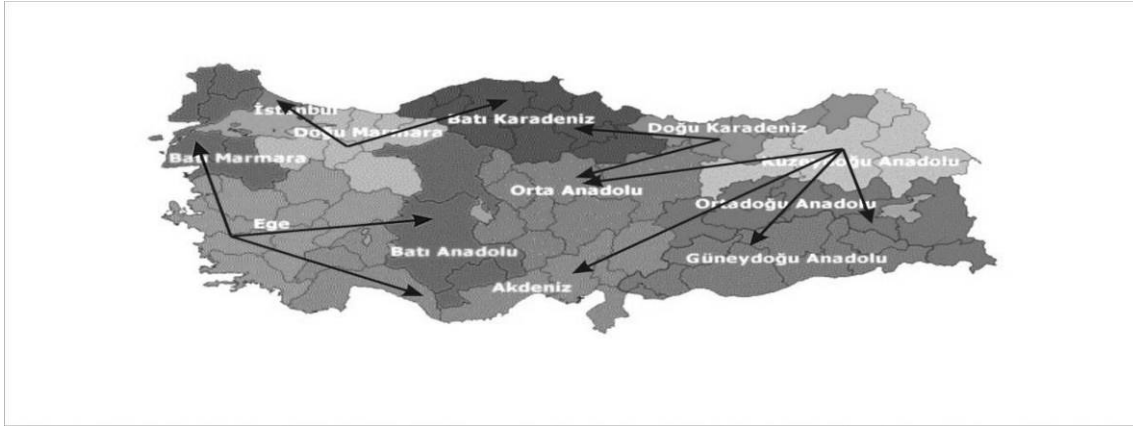 İstanbul
Doğu Marmara
Batı Karadeniz
Doğu Karadeniz
Batı Marmara
Kuzeydoğu Anadolu
Orta Anadolu
Ortadoğu Anadolu
Ege
Batı Anadolu
Güneydoğu Anadolu
Akdeniz